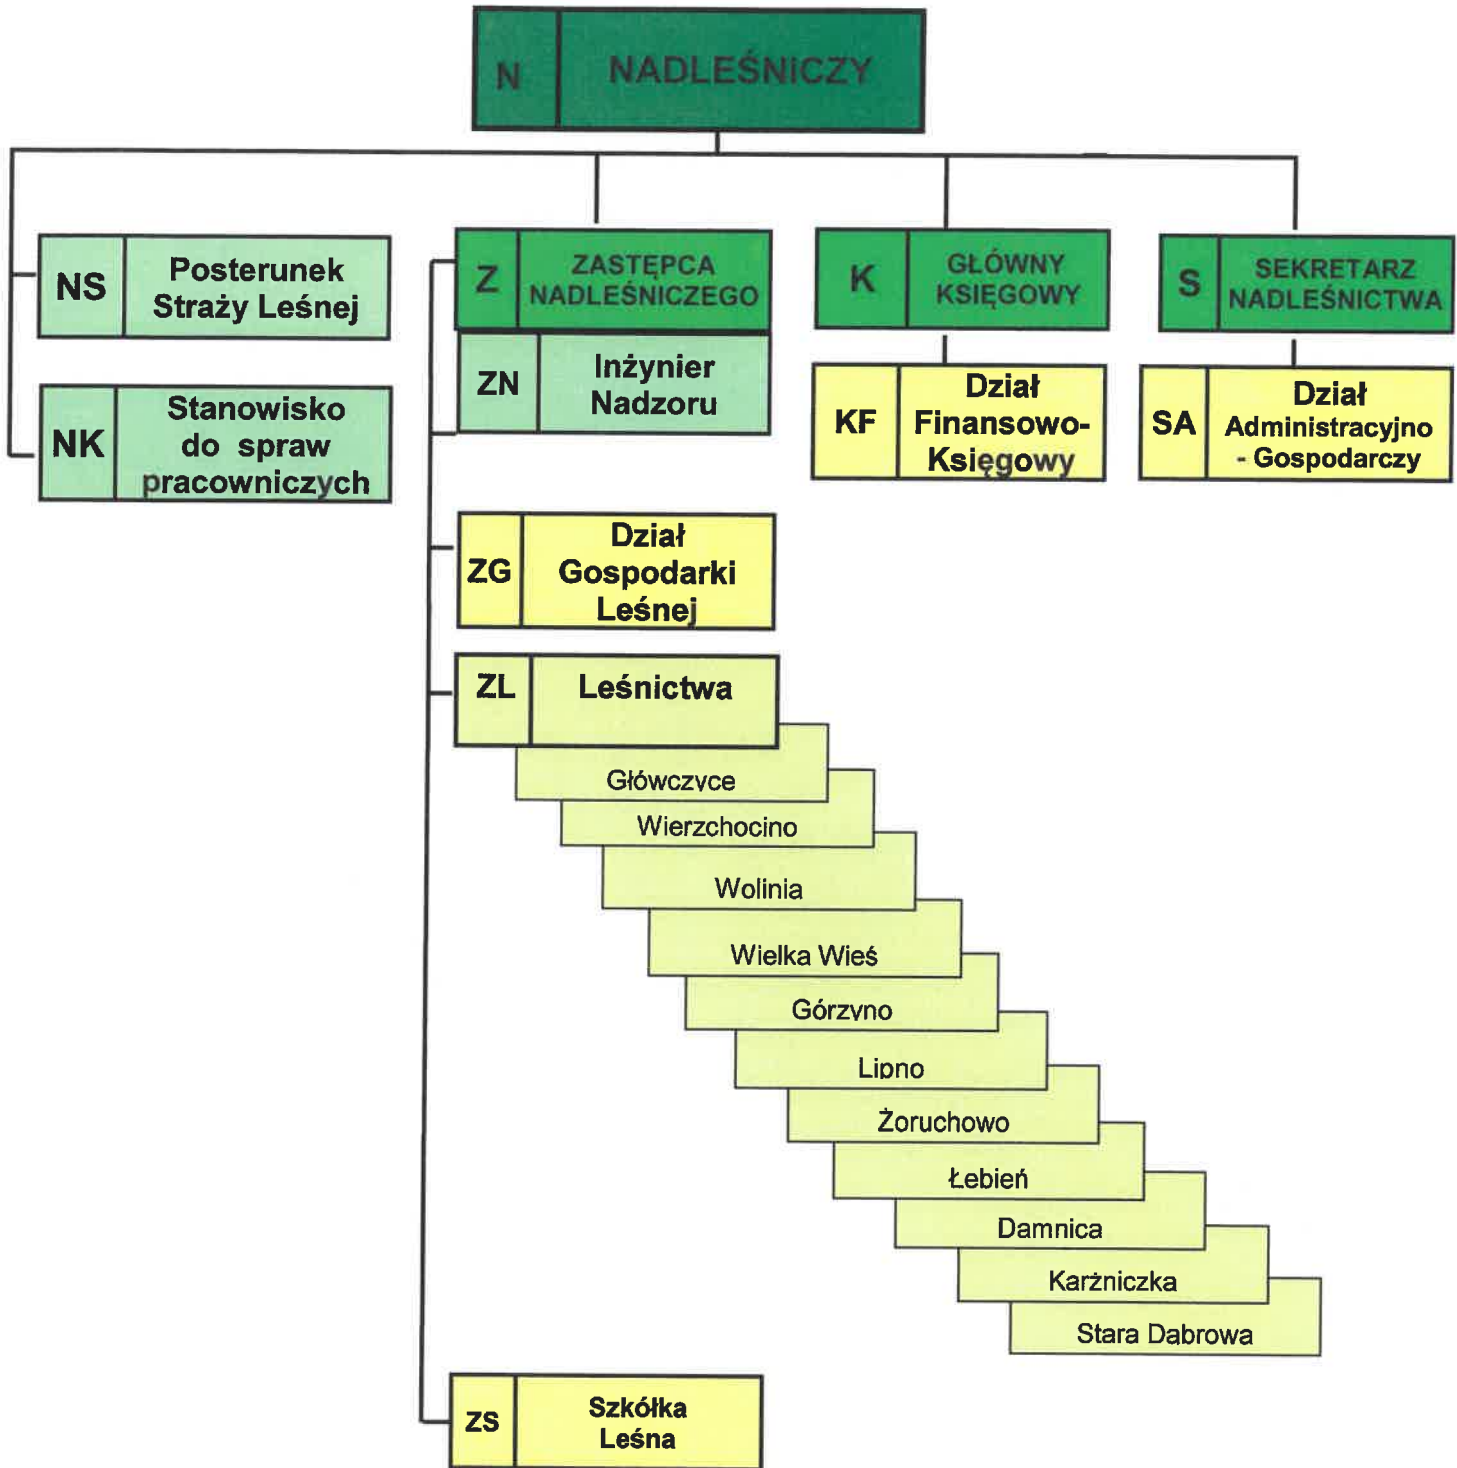 N NADLEŚNICZY
NS Posterunek
Straży Leśnej
NK Stanowisko
do spraw
pracowniczych
Z ZASTĘPCA
NADLEŚNICZEGO
ZN Inżynier
Nadzoru
K GŁÓWNY
KSIĘGOWY
KF Dział
Finansowo-
Księgowy
S SEKRETARZ
NADLEŚNICTWA
SA Dział
Administracyjno
- Gospodarczy
ZG Dział
Gospodarki
Leśnej
ZL Leśnictwa
Główczyce
Wierzchocino
Wolinia
Wielka Wieś
Górzyno
Lipno
Żoruchowo
Łebień
Damnica
Karżniczka
Stara Dabrowa
ZS Szkółka
Leśna